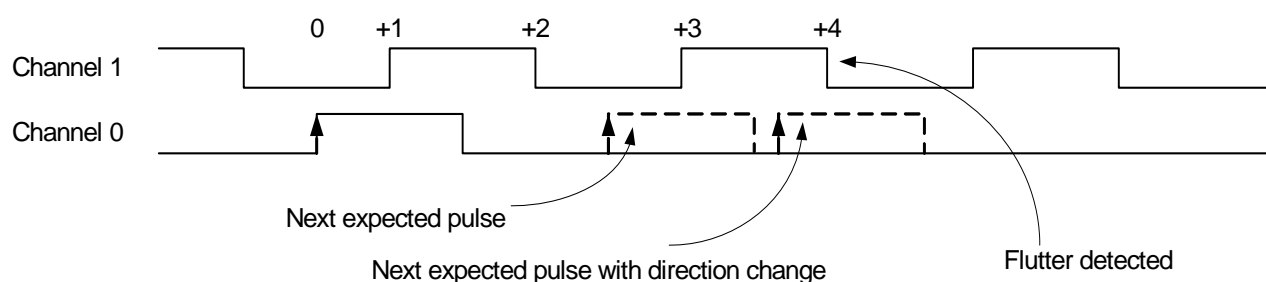 0 +1 +2 +3 +4
Channel 1
Channel 0
Next expected pulse
Next expected pulse with direction change
Flutter detected